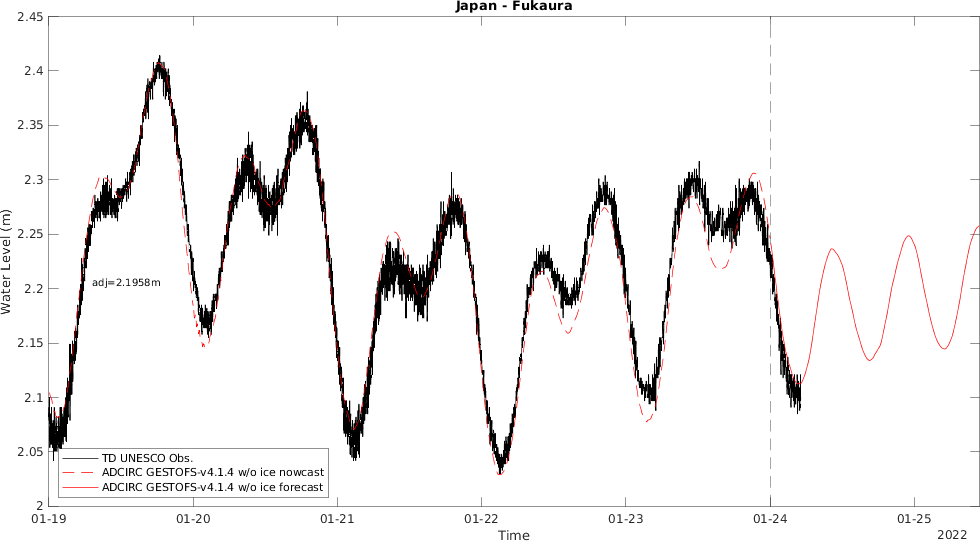 Japan - Fukaura
2.45
2.4
2.35
2.3
2.25
2.2
2.15
2.1
2.05
2
Water Level (m)
adj=2.1958m
TD UNESCO Obs.
ADCIRC GESTOFS-v4.1.4 w/o ice nowcast
ADCIRC GESTOFS-v4.1.4 w/o ice forecast
01-19 01-20 01-21 01-22 01-23 01-24 01-25
Time
2022